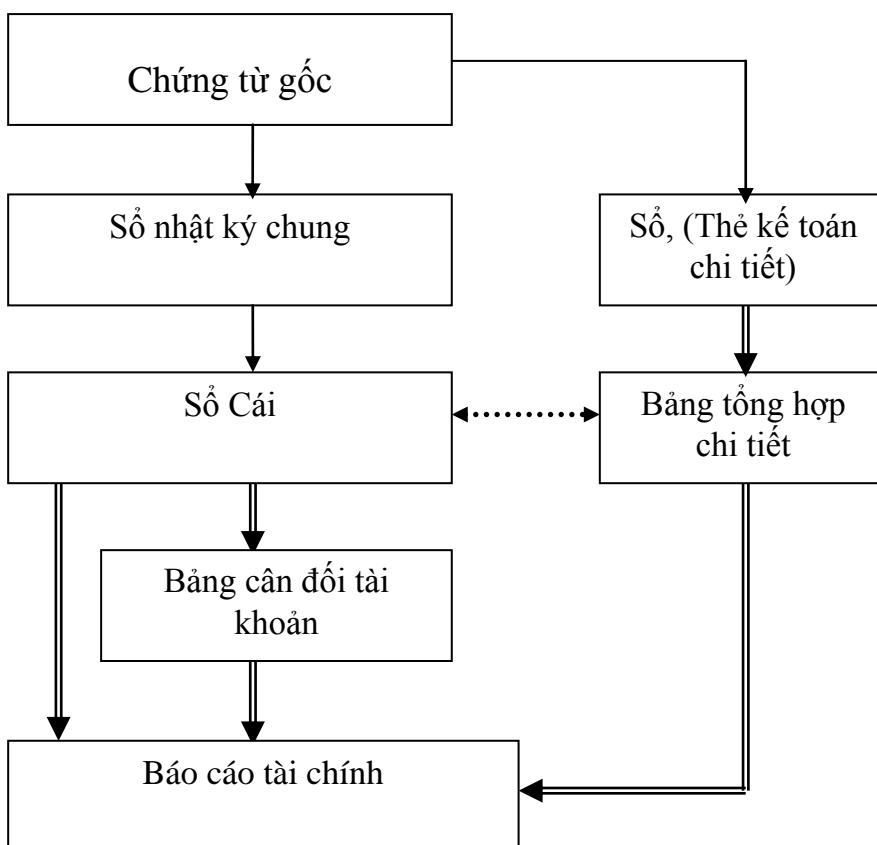 Chứng từ gốc
Sổ nhật ký chung
Sổ, (Thẻ kế toán
chi tiết)
Sổ Cái
Bảng tổng hợp
chi tiết
Bảng cân đối tài
khoản
Báo cáo tài chính